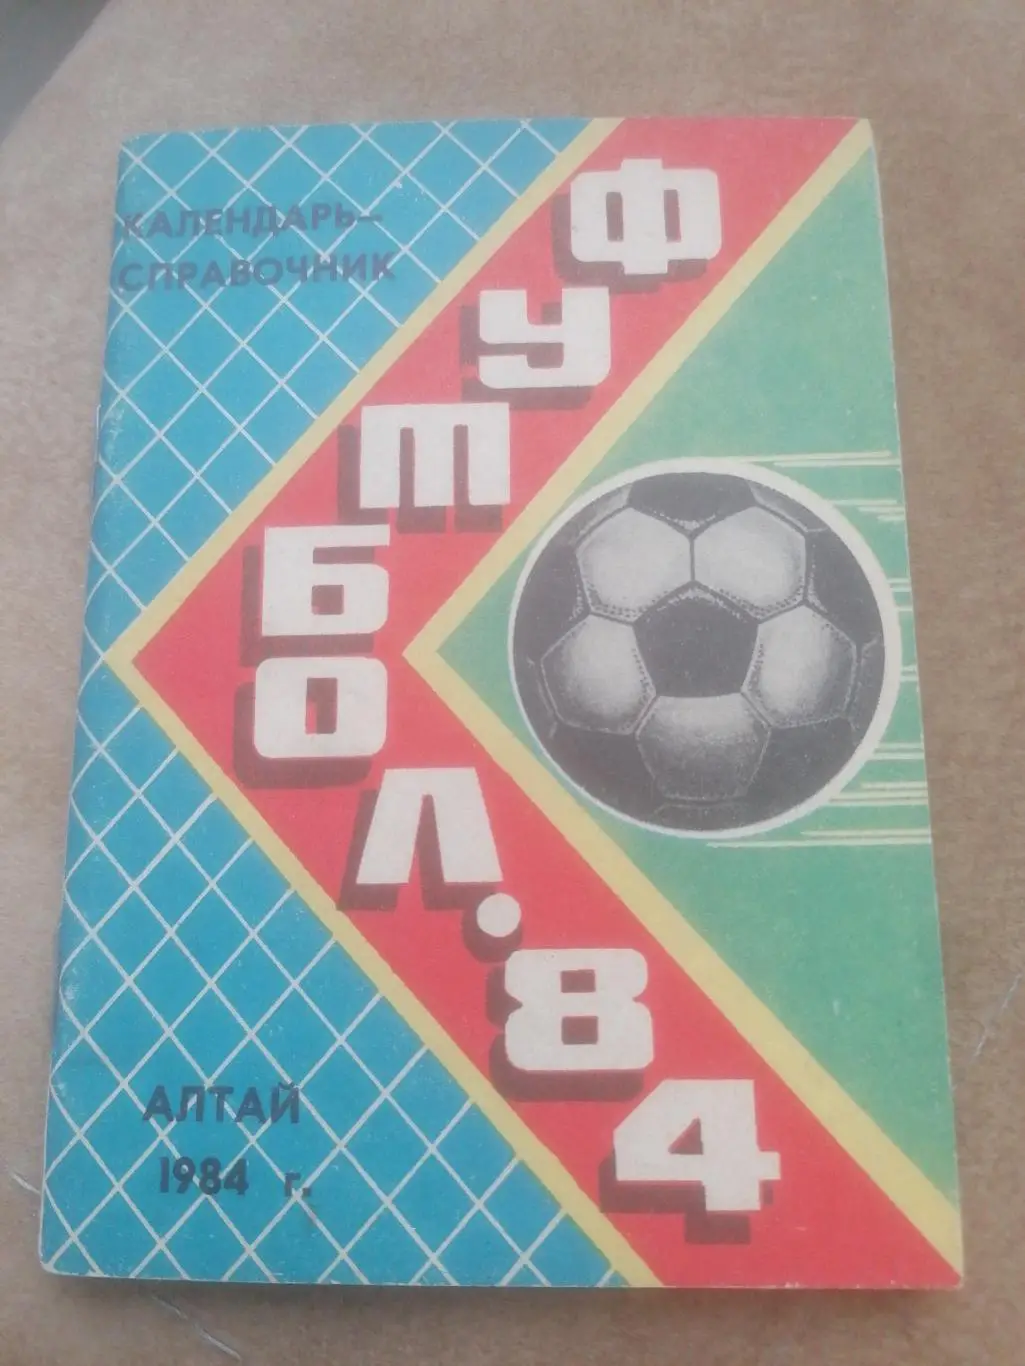 КАЛЕНДАРЬ-
СПРАВОЧНИК
ФУТБОЛ·84
АЛТАЙ
1984 г.